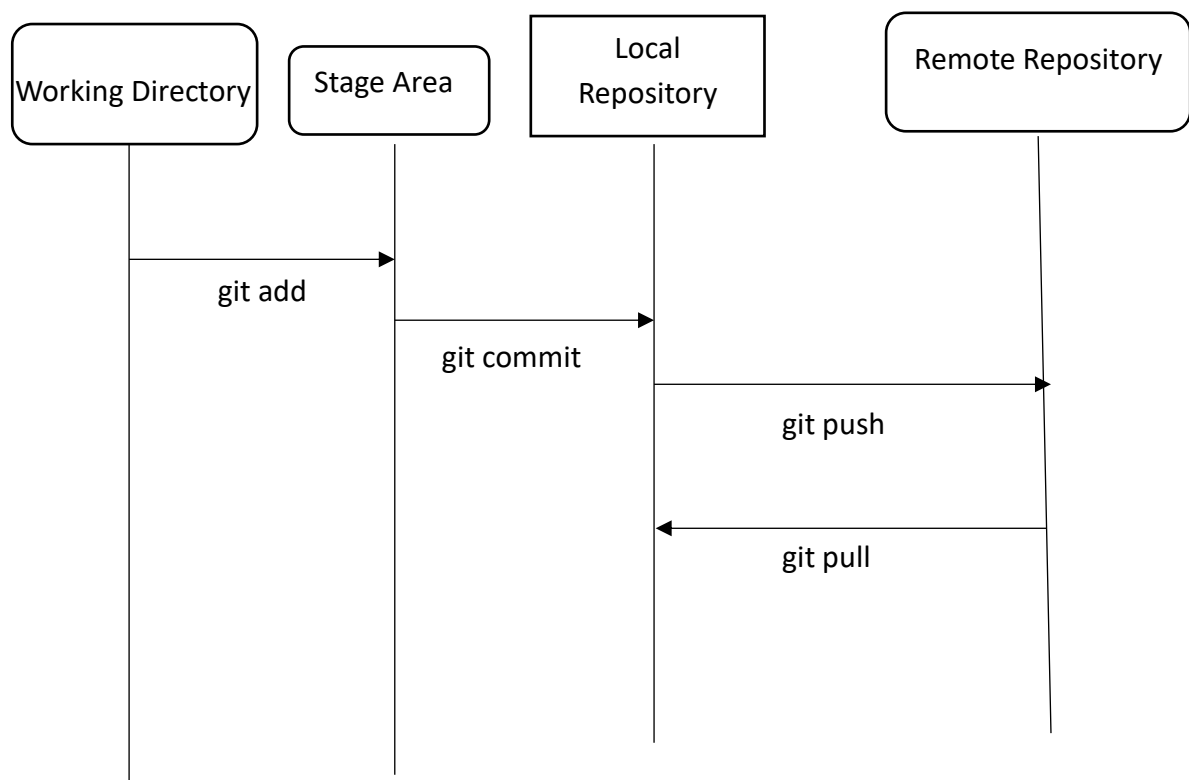 Working Directory
Stage Area
Local
Repository
Remote Repository
git add
git commit
git push
git pull